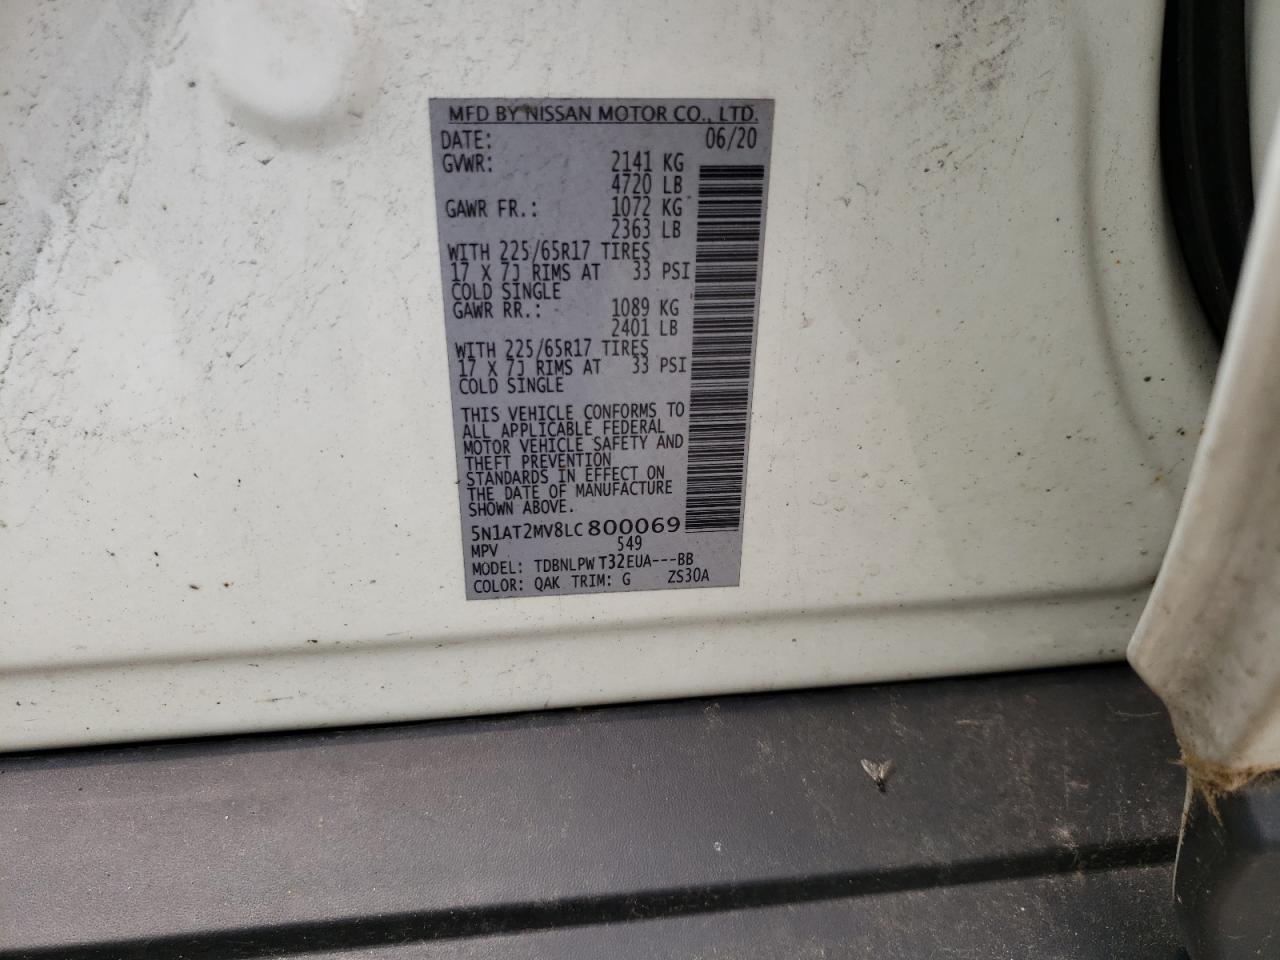 MFD BY NISSAN MOTOR CO., LTD.
DATE: 06/20
GVWR: 2141 KG
4720 LB
GAWR FR.: 1072 KG
2363 LB
WITH 225/65R17 TIRES
17 X 7J RIMS AT 33 PSI
COLD SINGLE
GAWR RR.: 1089 KG
2401 LB
WITH 225/65R17 TIRES
17 X 7J RIMS AT 33 PSI
COLD SINGLE
THIS VEHICLE CONFORMS TO
ALL APPLICABLE FEDERAL
MOTOR VEHICLE SAFETY AND
THEFT PREVENTION
STANDARDS IN EFFECT ON
THE DATE OF MANUFACTURE
SHOWN ABOVE.
5N1AT2MV8LC 800069
MPV 549
MODEL: TDBNLPW T32EUA---BB
COLOR: QAK TRIM: G ZS30A